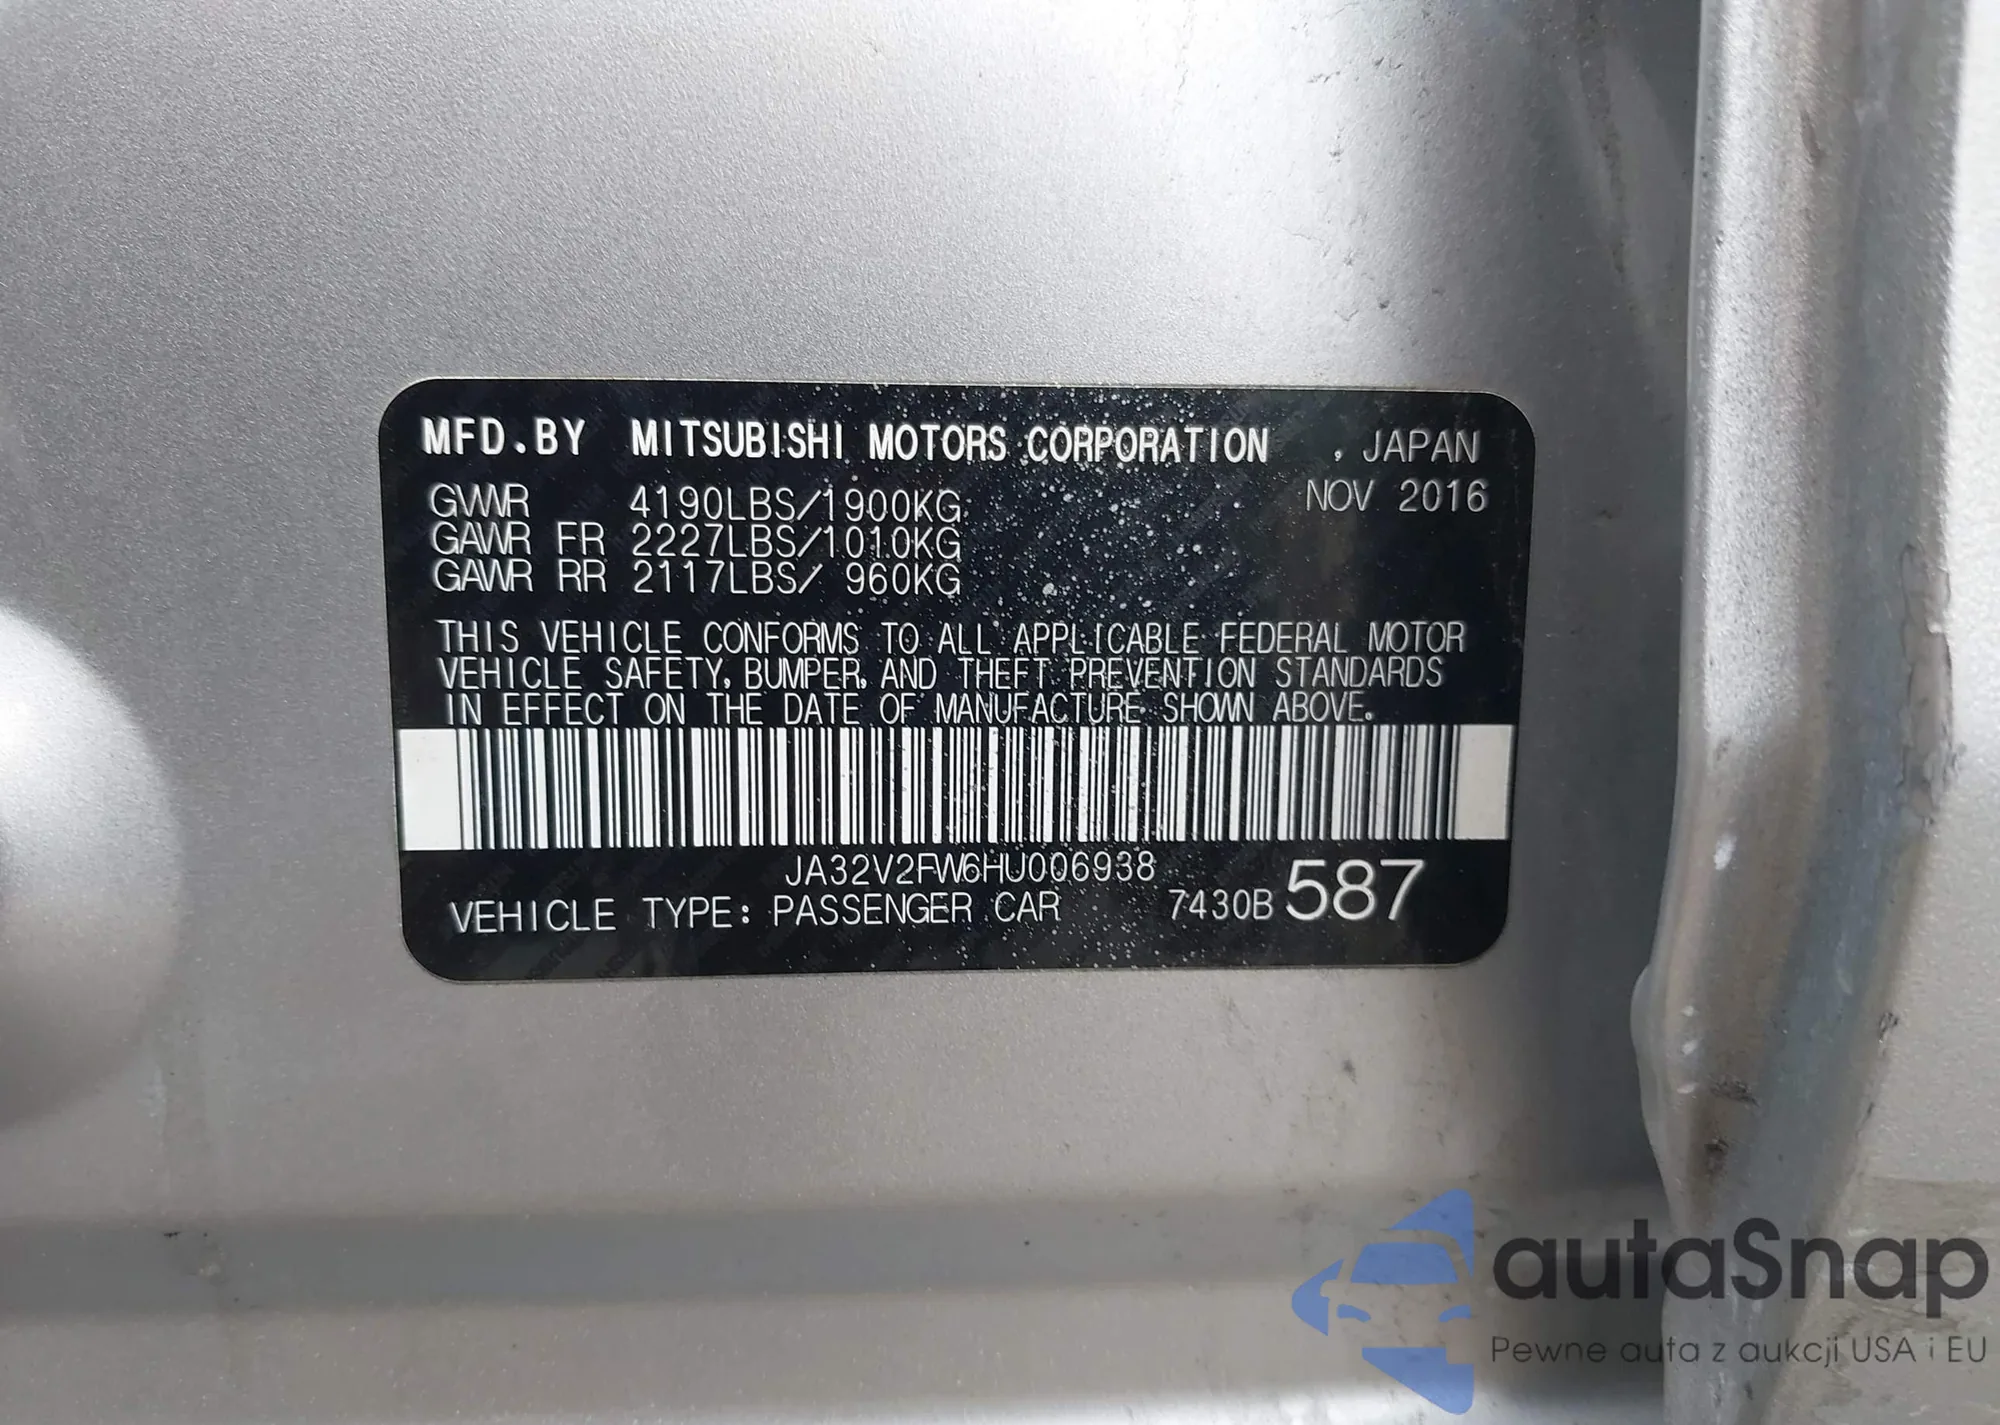 MFD.BY MITSUBISHI MOTORS CORPORATION , JAPAN
GVWR 4190LBS/1900KG NOV 2016
GAWR FR 2227LBS/1010KG
GAWR RR 2117LBS/ 960KG
THIS VEHICLE CONFORMS TO ALL APPLICABLE FEDERAL MOTOR
VEHICLE SAFETY, BUMPER, AND THEFT PREVENTION STANDARDS
IN EFFECT ON THE DATE OF MANUFACTURE SHOWN ABOVE.
JA32V2FW6HU006938
VEHICLE TYPE: PASSENGER CAR 7430B 587
autaSnap
Pewne auta z aukcji USA i EU